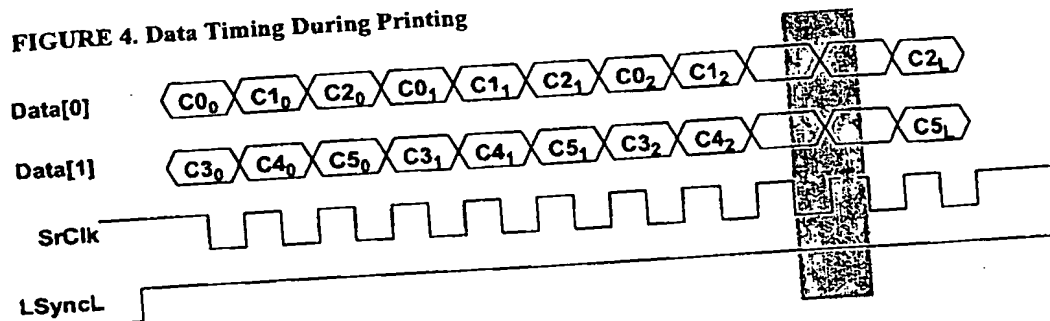 FIGURE 4. Data Timing During Printing
Data[0] C0₀ C1₀ C2₀ C0₁ C1₁ C2₁ C0₂ C1₂ C2L
Data[1] C3₀ C4₀ C5₀ C3₁ C4₁ C5₁ C3₂ C4₂ C5L
SrClk
LSyncL